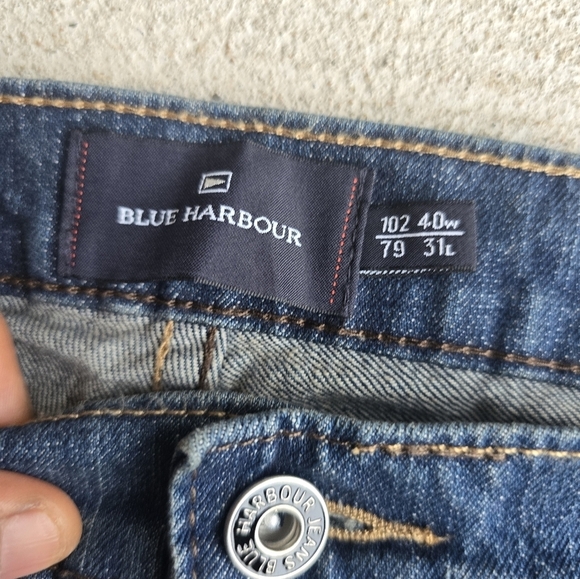 BLUE HARBOUR
102 40W
79 31L
BLUE HARBOUR JEANS